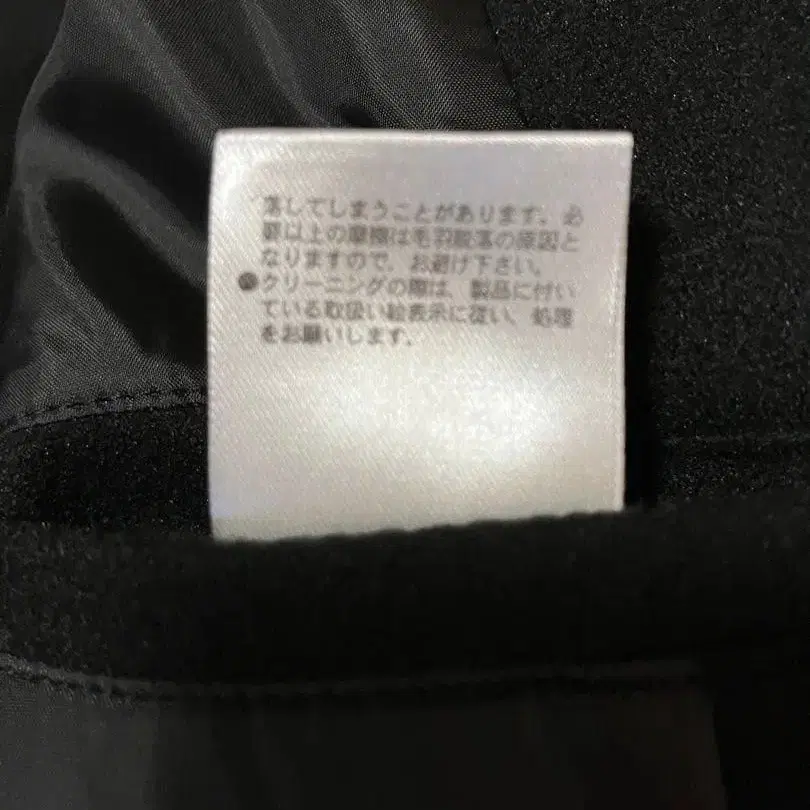 落してしまうことがあります。必
要以上の摩擦は毛羽脱落の原因と
なりますので、お避け下さい。
●クリーニングの際は、製品に付い
ている取扱い絵表示に従い、処理
をお願いします。